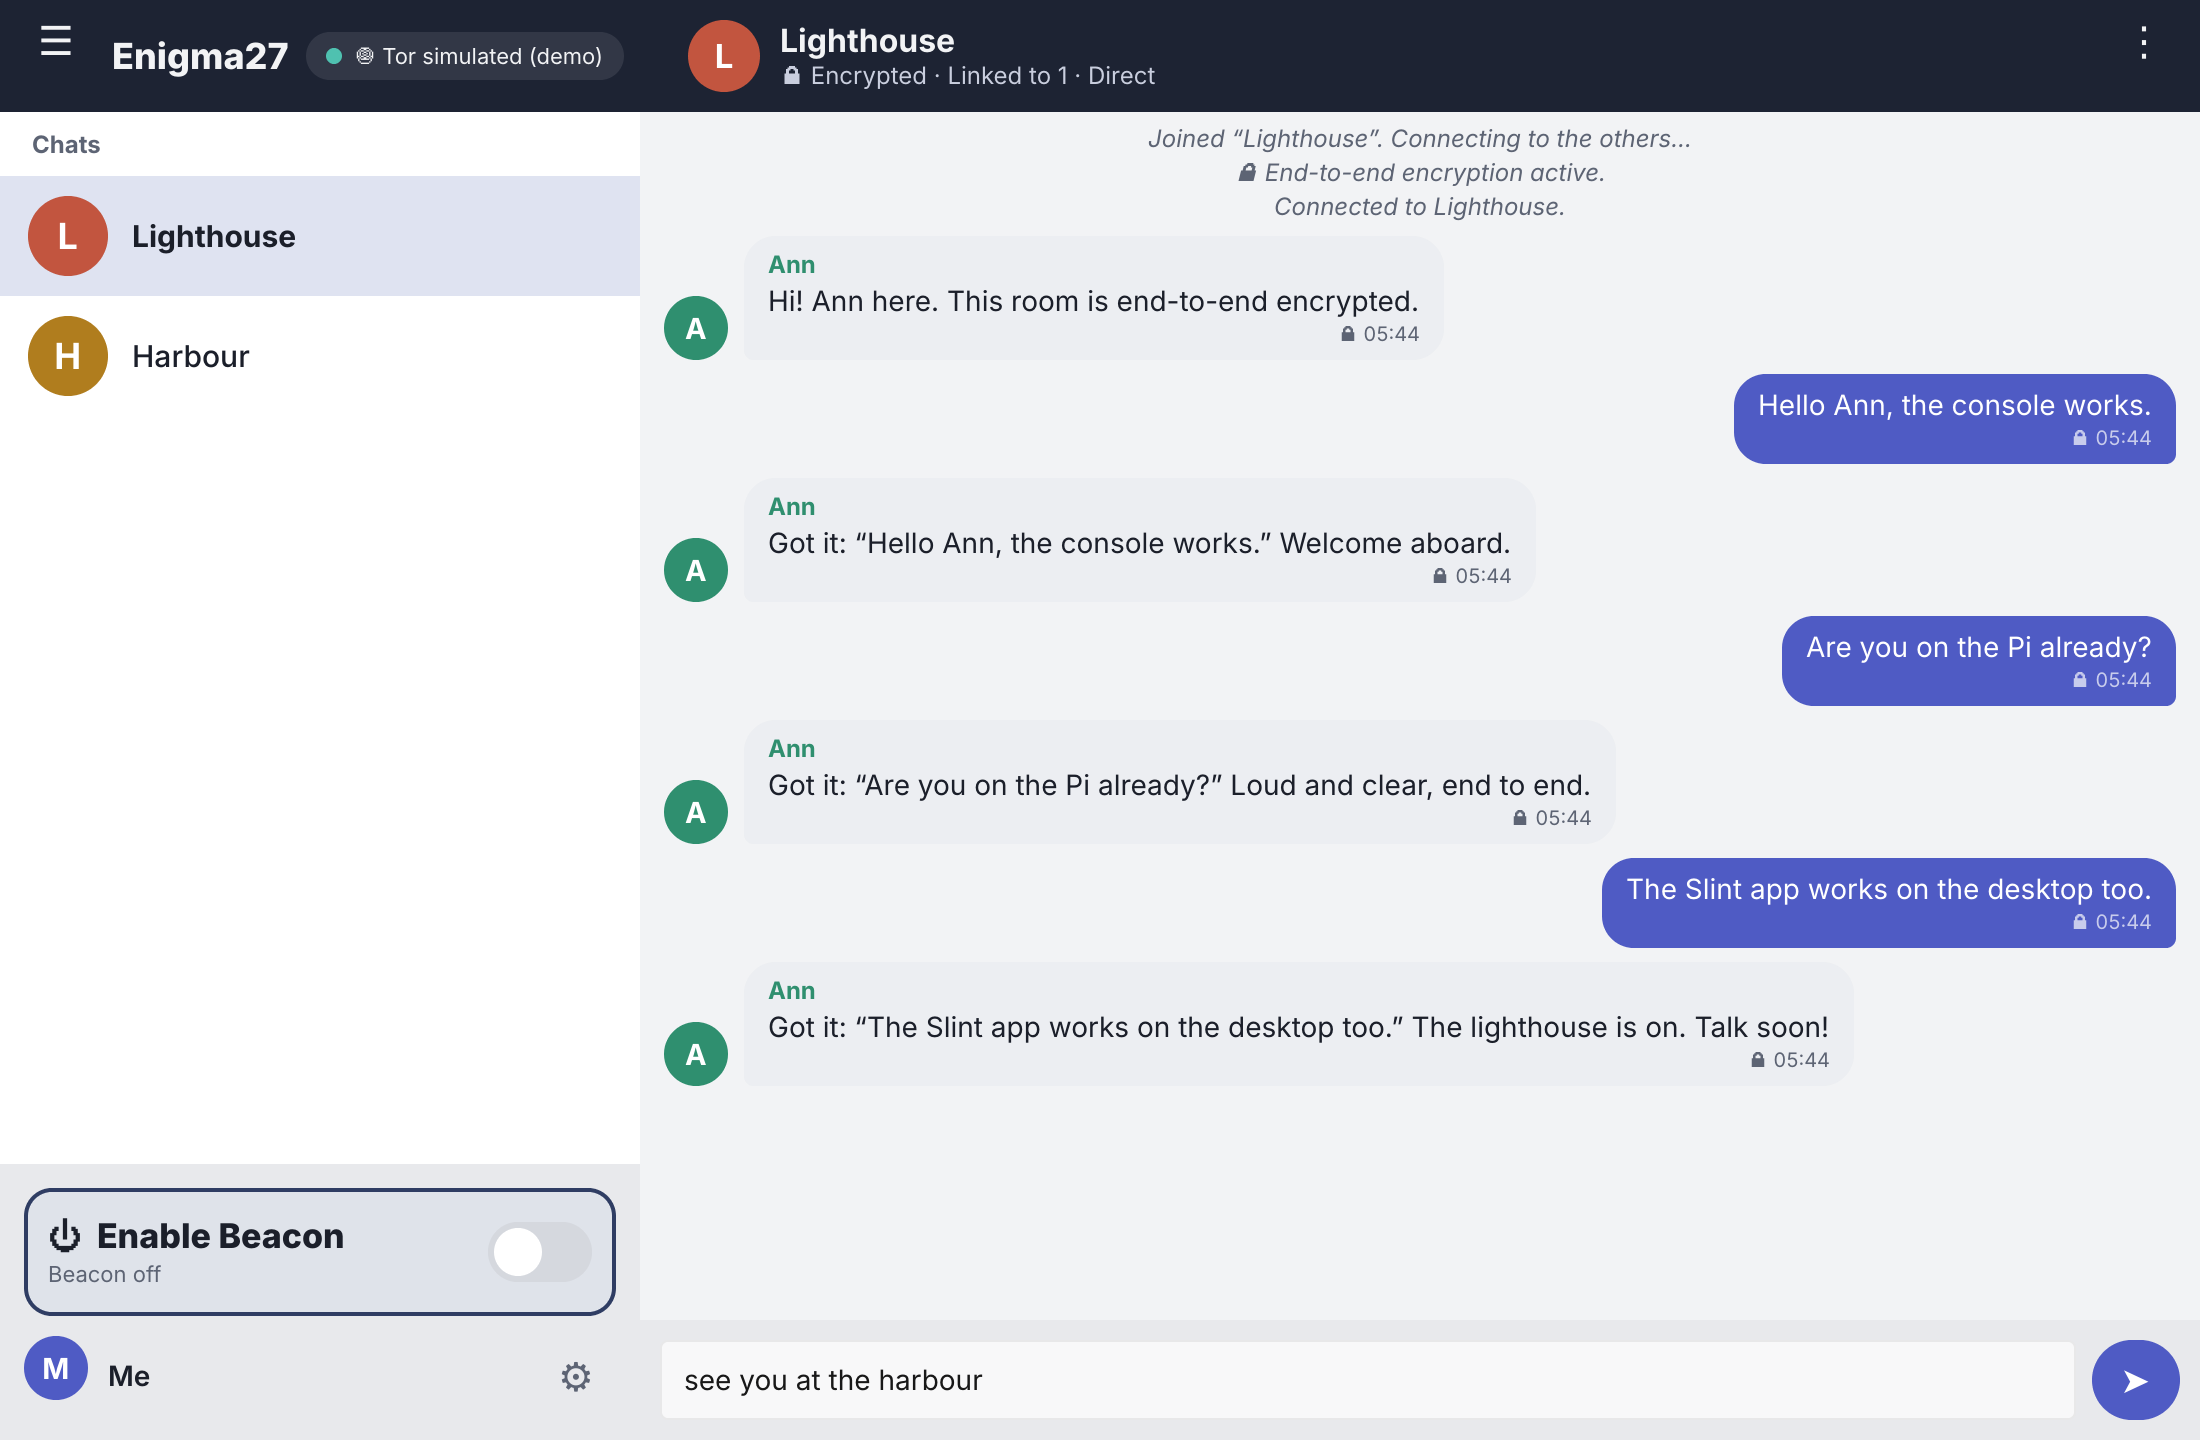 Enigma27
Tor simulated (demo)
L
Lighthouse
Encrypted · Linked to 1 · Direct
Chats
L
Lighthouse
H
Harbour
Joined “Lighthouse”. Connecting to the others…
End-to-end encryption active.
Connected to Lighthouse.
Ann
Hi! Ann here. This room is end-to-end encrypted.
A
05:44
Hello Ann, the console works.
05:44
Ann
Got it: “Hello Ann, the console works.” Welcome aboard.
A
05:44
Are you on the Pi already?
05:44
Ann
Got it: “Are you on the Pi already?” Loud and clear, end to end.
A
05:44
The Slint app works on the desktop too.
05:44
Ann
Got it: “The Slint app works on the desktop too.” The lighthouse is on. Talk soon!
A
05:44
Enable Beacon
Beacon off
M
Me
see you at the harbour